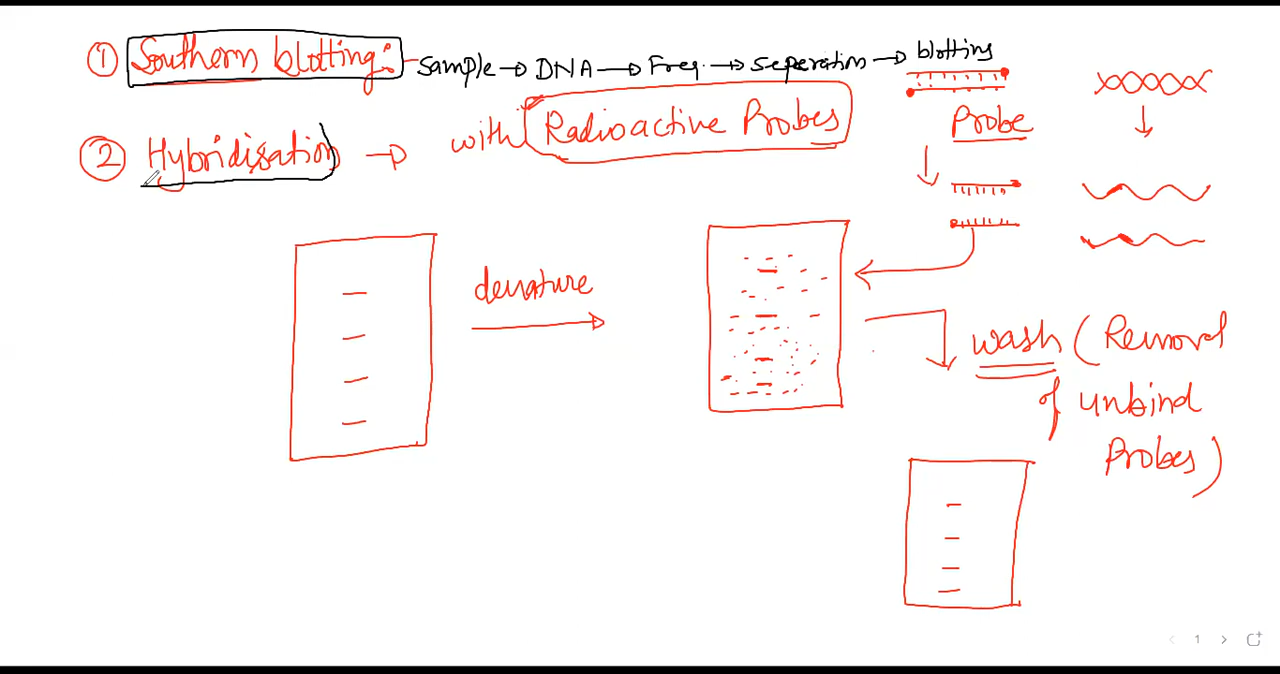 ① Southern blotting:- Sample → DNA → Freq. → Seperation → blotting
② Hybridisation → with Radioactive Probes
Probe
denature
wash (Removal
of unbind
Probes)
1